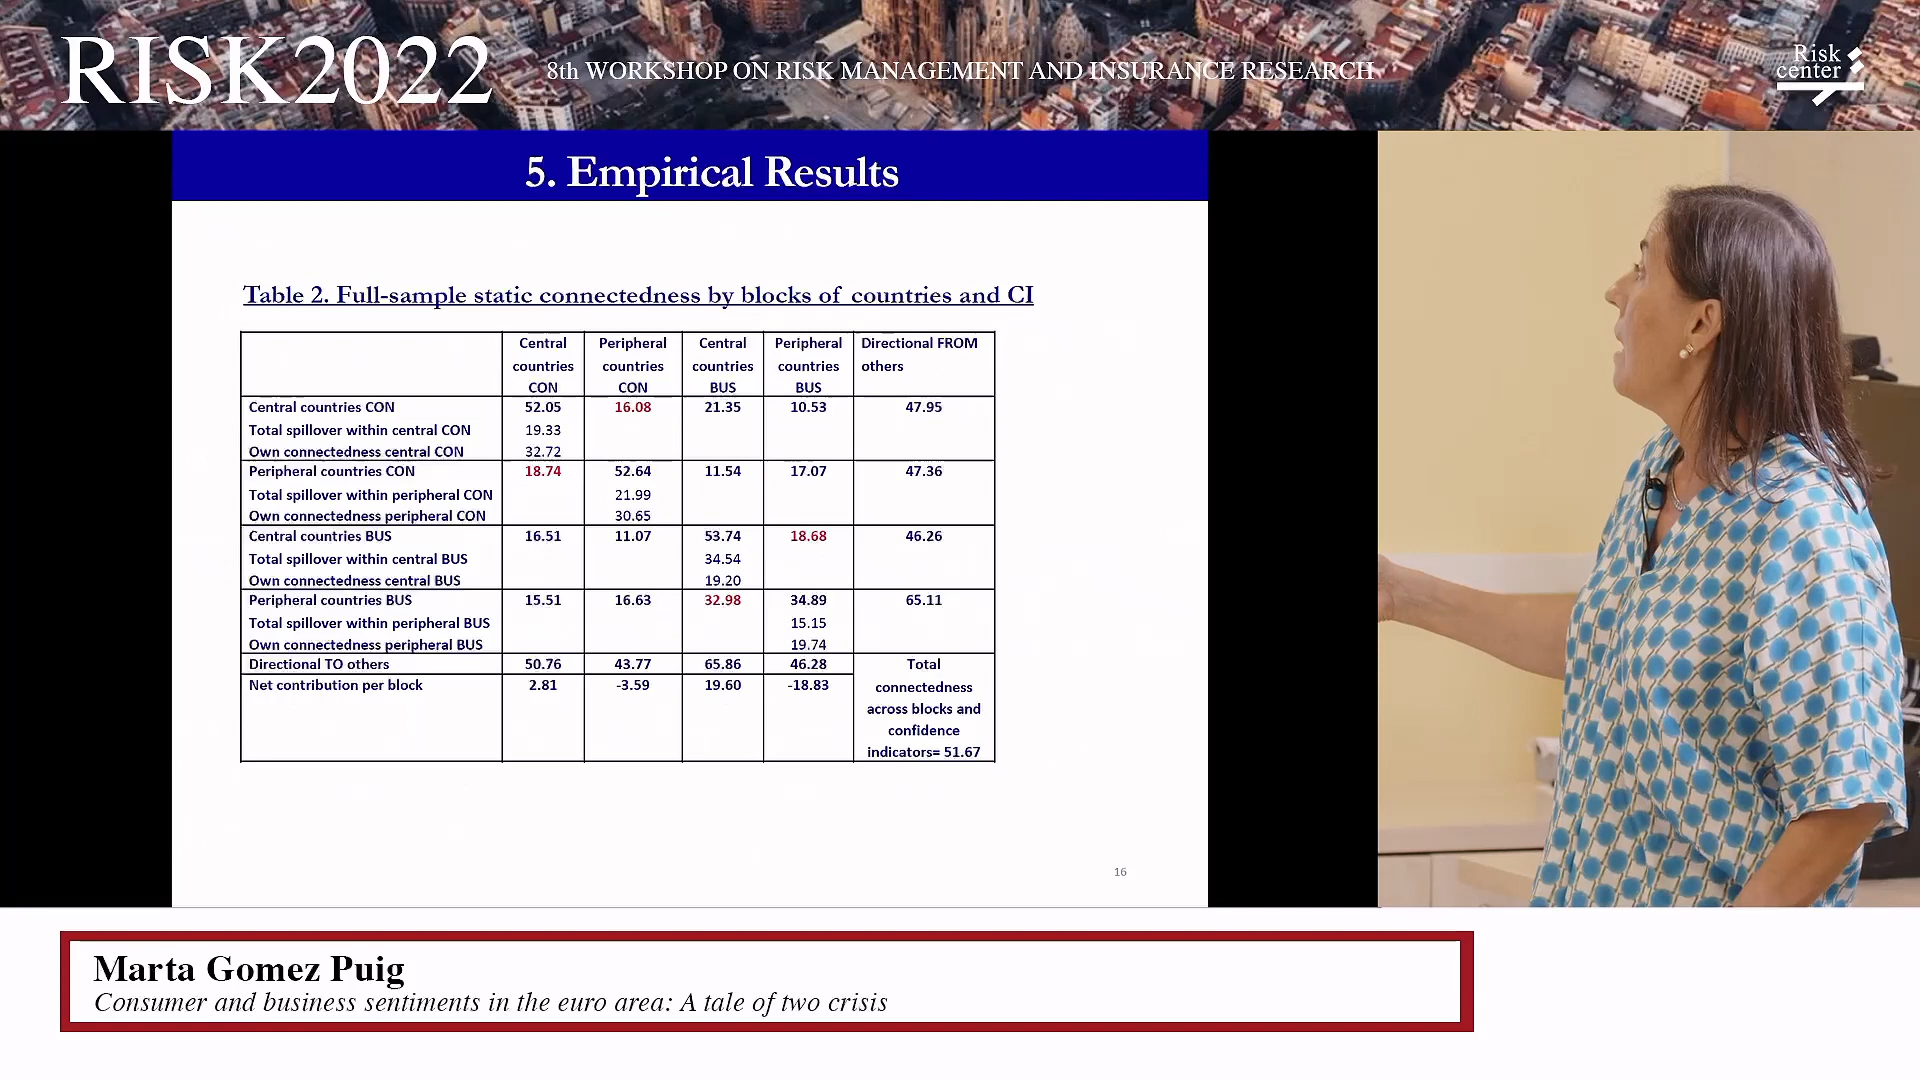 RISK2022
8th WORKSHOP ON RISK MANAGEMENT AND INSURANCE RESEARCH
Risk
center
5. Empirical Results
Table 2. Full-sample static connectedness by blocks of countries and CI
Central countries CON Peripheral countries CON Central countries BUS Peripheral countries BUS Directional FROM others
Central countries CON 52.05 16.08 21.35 10.53 47.95
Total spillover within central CON 19.33
Own connectedness central CON 32.72
Peripheral countries CON 18.74 52.64 11.54 17.07 47.36
Total spillover within peripheral CON 21.99
Own connectedness peripheral CON 30.65
Central countries BUS 16.51 11.07 53.74 18.68 46.26
Total spillover within central BUS 34.54
Own connectedness central BUS 19.20
Peripheral countries BUS 15.51 16.63 32.98 34.89 65.11
Total spillover within peripheral BUS 15.15
Own connectedness peripheral BUS 19.74
Directional TO others 50.76 43.77 65.86 46.28
Net contribution per block 2.81 -3.59 19.60 -18.83
Total
connectedness
across blocks and
confidence
indicators= 51.67
16
Marta Gomez Puig
Consumer and business sentiments in the euro area: A tale of two crisis